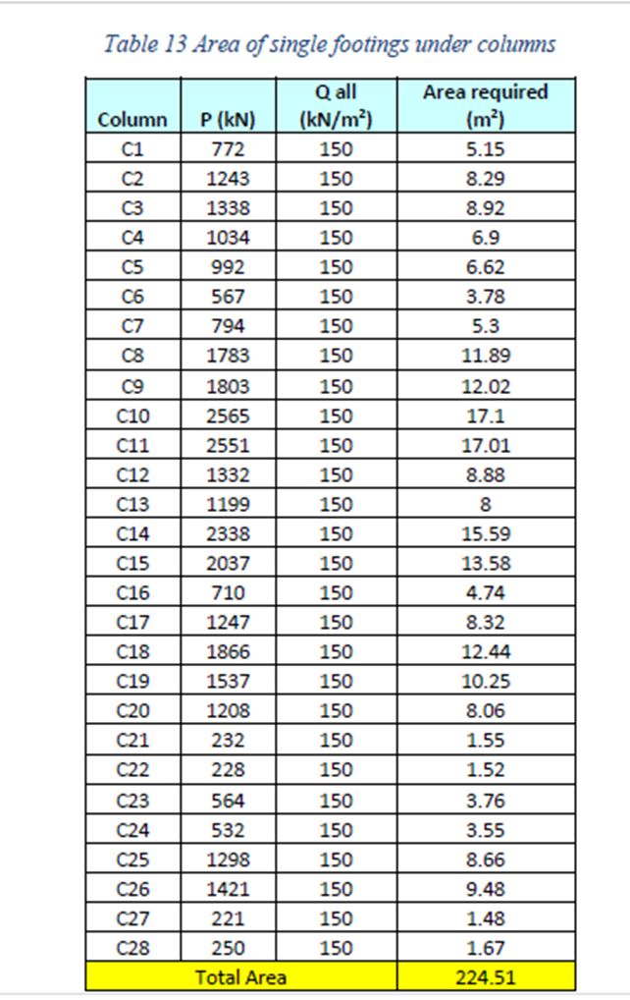 Table 13 Area of single footings under columns
Column P (kN) Q all (kN/m²) Area required (m²)
C1 772 150 5.15
C2 1243 150 8.29
C3 1338 150 8.92
C4 1034 150 6.9
C5 992 150 6.62
C6 567 150 3.78
C7 794 150 5.3
C8 1783 150 11.89
C9 1803 150 12.02
C10 2565 150 17.1
C11 2551 150 17.01
C12 1332 150 8.88
C13 1199 150 8
C14 2338 150 15.59
C15 2037 150 13.58
C16 710 150 4.74
C17 1247 150 8.32
C18 1866 150 12.44
C19 1537 150 10.25
C20 1208 150 8.06
C21 232 150 1.55
C22 228 150 1.52
C23 564 150 3.76
C24 532 150 3.55
C25 1298 150 8.66
C26 1421 150 9.48
C27 221 150 1.48
C28 250 150 1.67
Total Area 224.51